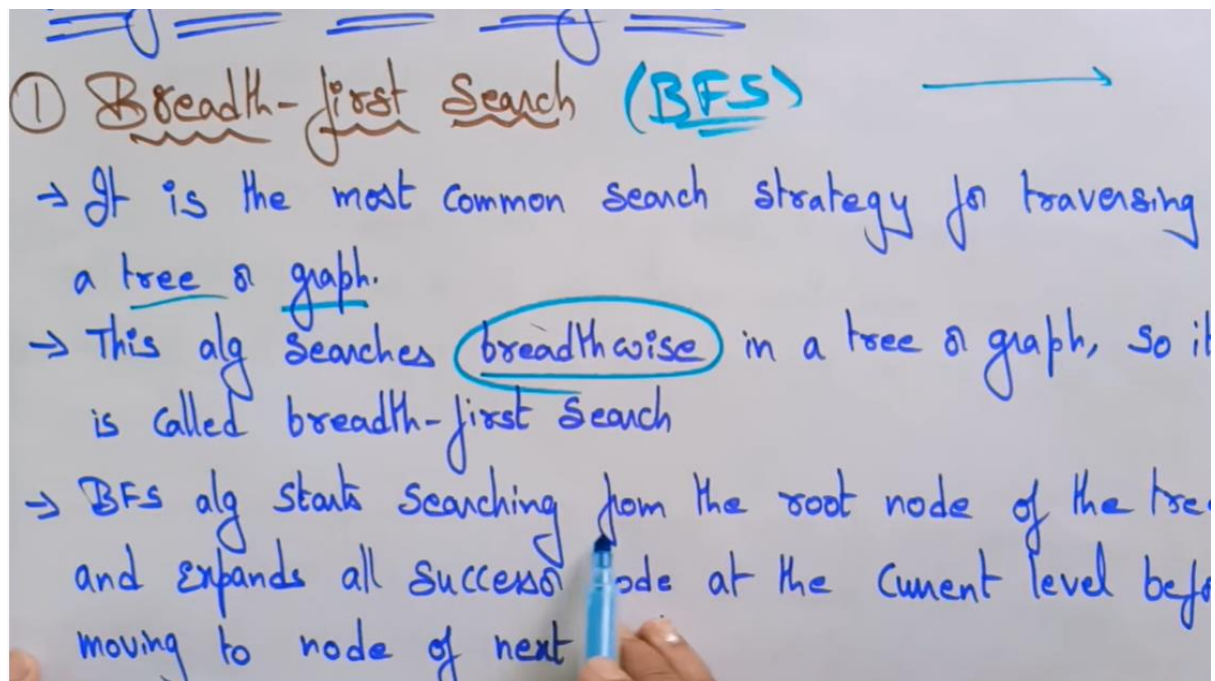 ① Breadth-first Search (BFS) →
→ It is the most common search strategy for traversing
a tree or graph.
→ This alg searches breadthwise in a tree or graph, so it
is called breadth-first search
→ BFS alg starts searching from the root node of the tree
and expands all successor node at the current level befo
moving to node of next